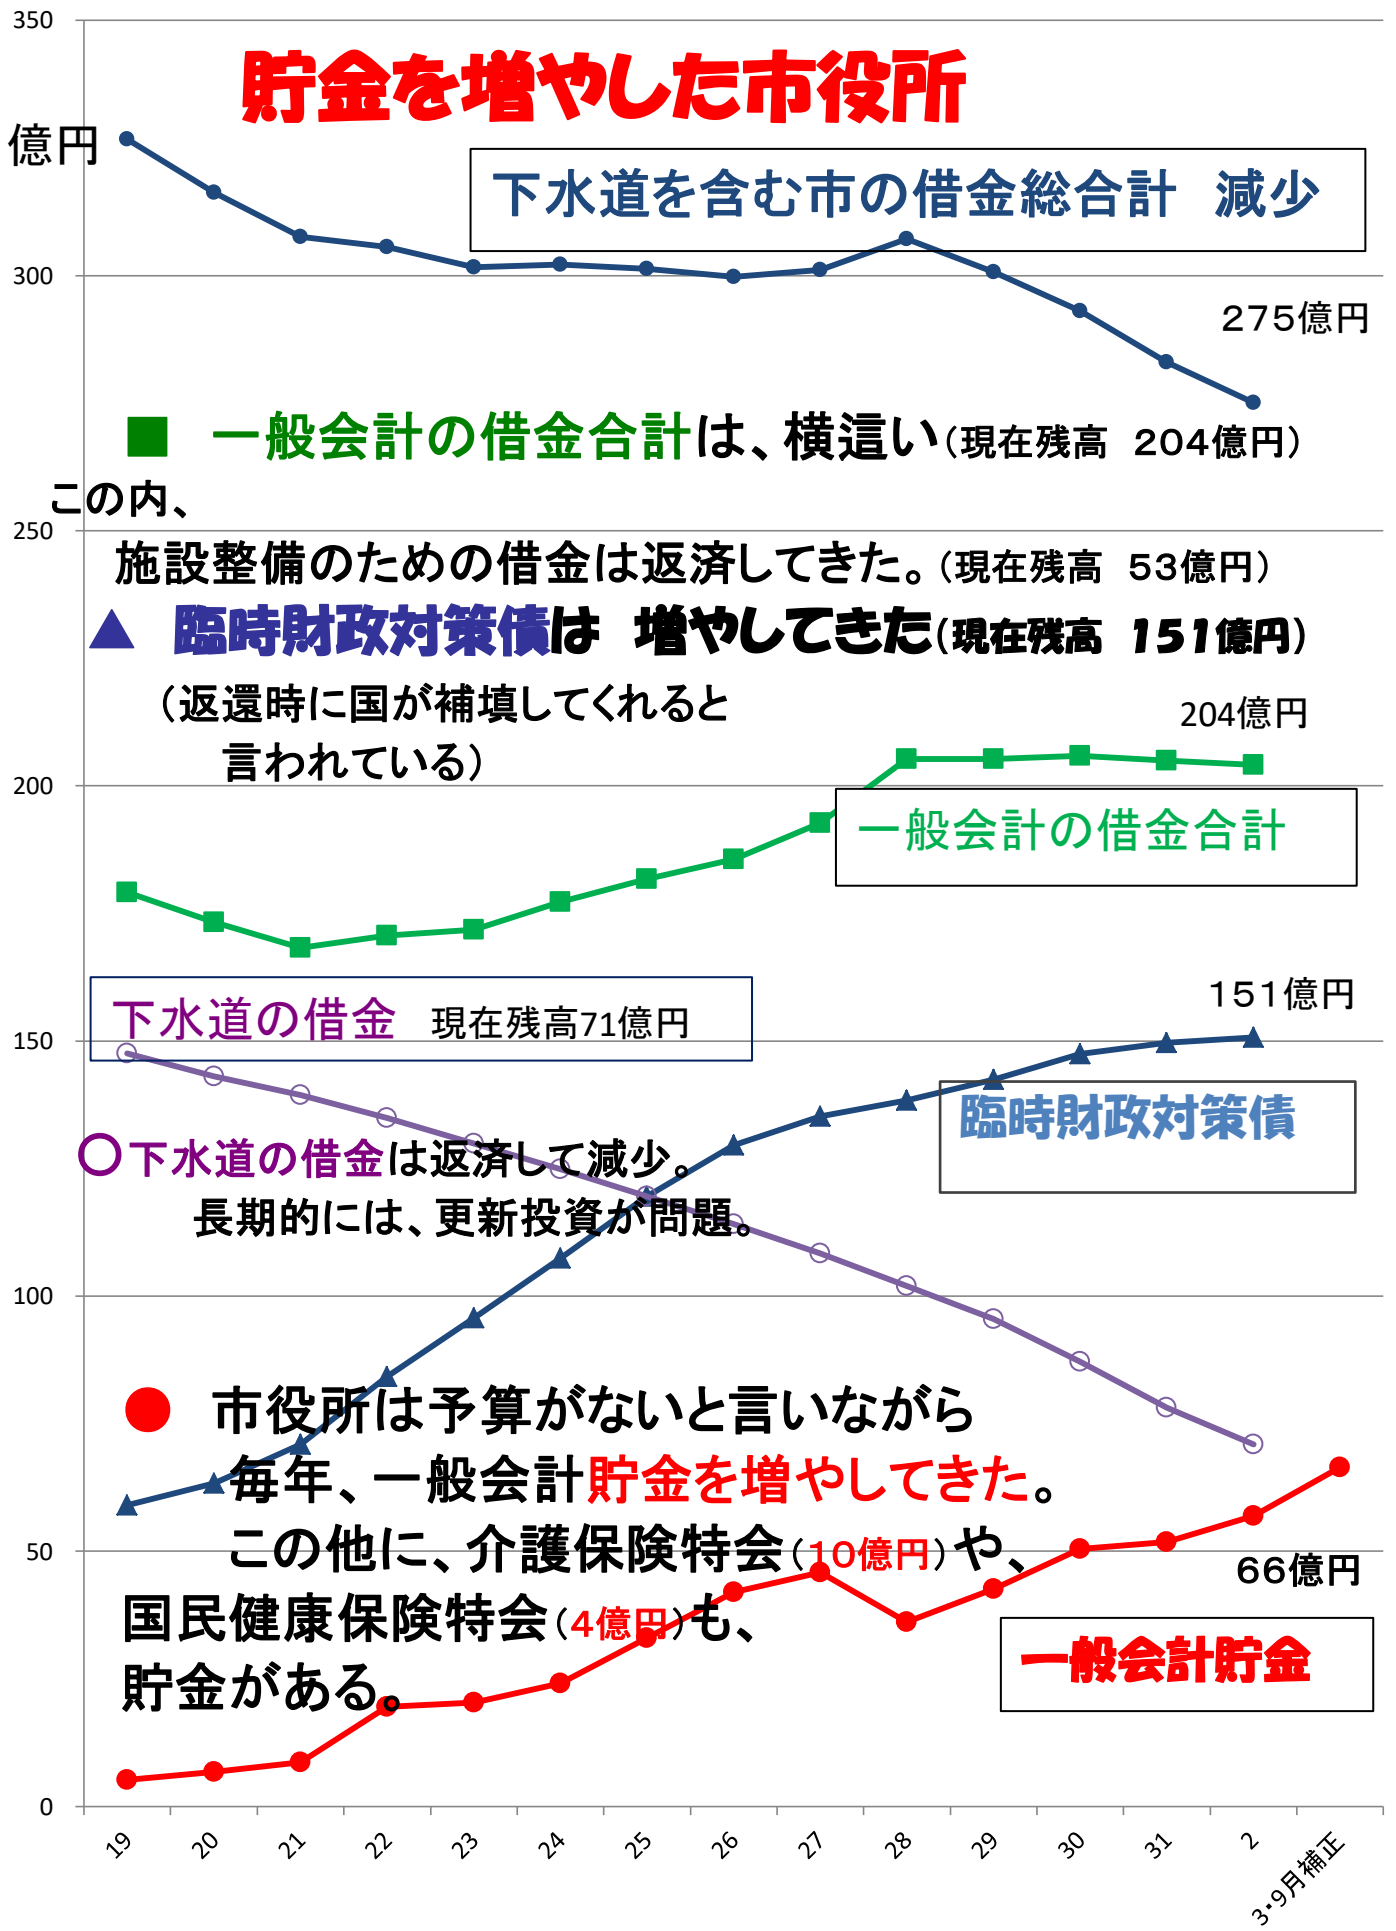 350
貯金を増やした市役所
億円
下水道を含む市の借金総合計　減少
300
275億円
■　一般会計の借金合計は、横這い（現在残高　204億円）
この内、
250
施設整備のための借金は返済してきた。（現在残高　53億円）
▲　臨時財政対策債は　増やしてきた（現在残高　151億円）
（返還時に国が補填してくれると
言われている）
204億円
200
一般会計の借金合計
下水道の借金　現在残高71億円
151億円
150
臨時財政対策債
○下水道の借金は返済して減少。
長期的には、更新投資が問題。
100
●　市役所は予算がないと言いながら
毎年、一般会計貯金を増やしてきた。
この他に、介護保険特会（10億円）や、
50
66億円
国民健康保険特会（4億円）も、
一般会計貯金
貯金がある。
0
19
20
21
22
23
24
25
26
27
28
29
30
31
2
3・9月補正